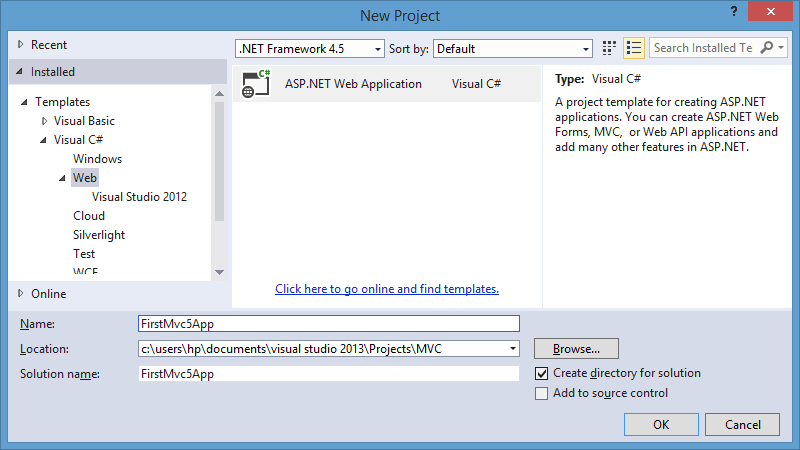 New Project
?
Recent
.NET Framework 4.5
Sort by:
Default
Search Installed Te
Installed
Templates
Visual Basic
Visual C#
Windows
Web
Visual Studio 2012
Cloud
Silverlight
Test
WCF
Online
C#
ASP.NET Web Application
Visual C#
Click here to go online and find templates.
Type: Visual C#
A project template for creating ASP.NET
applications. You can create ASP.NET Web
Forms, MVC, or Web API applications and
add many other features in ASP.NET.
Name:
FirstMvc5App
Location:
c:\users\hp\documents\visual studio 2013\Projects\MVC
Browse...
Solution name:
FirstMvc5App
Create directory for solution
Add to source control
OK
Cancel